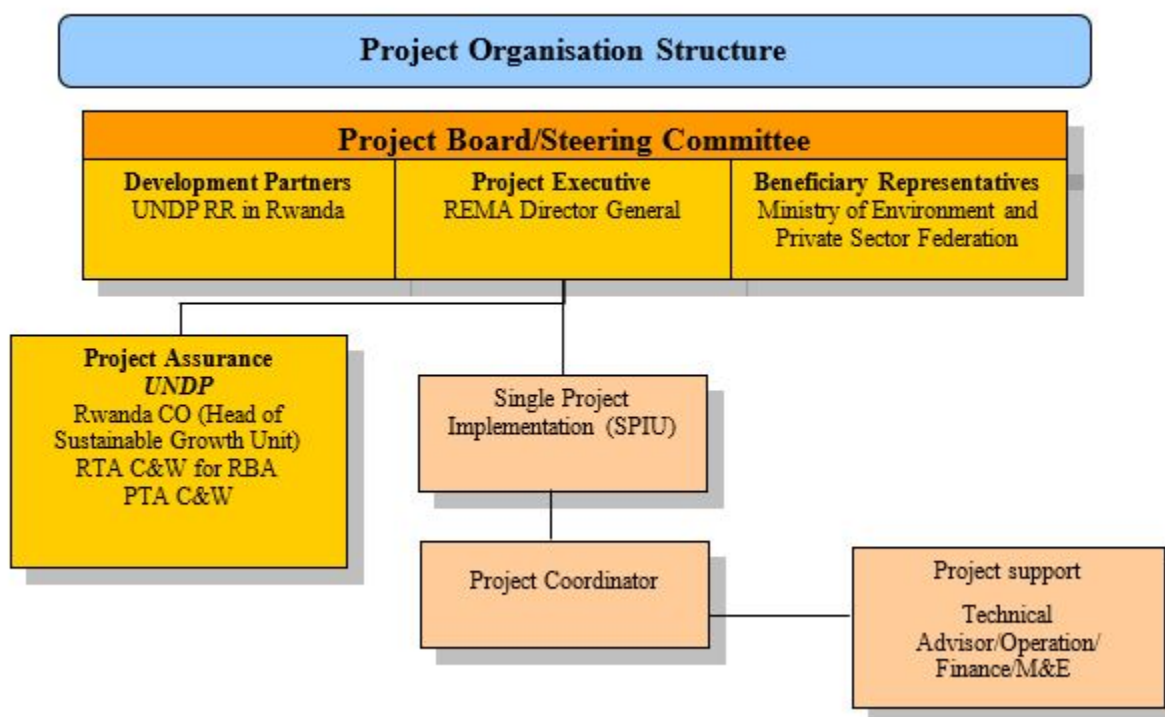 Project Organisation Structure
Project Board/Steering Committee
Development Partners
UNDP RR in Rwanda
Project Executive
REMA Director General
Beneficiary Representatives
Ministry of Environment and
Private Sector Federation
Project Assurance
UNDP
Rwanda CO (Head of
Sustainable Growth Unit)
RTA C&W for RBA
PTA C&W
Single Project
Implementation (SPIU)
Project Coordinator
Project support
Technical
Advisor/Operation/
Finance/M&E